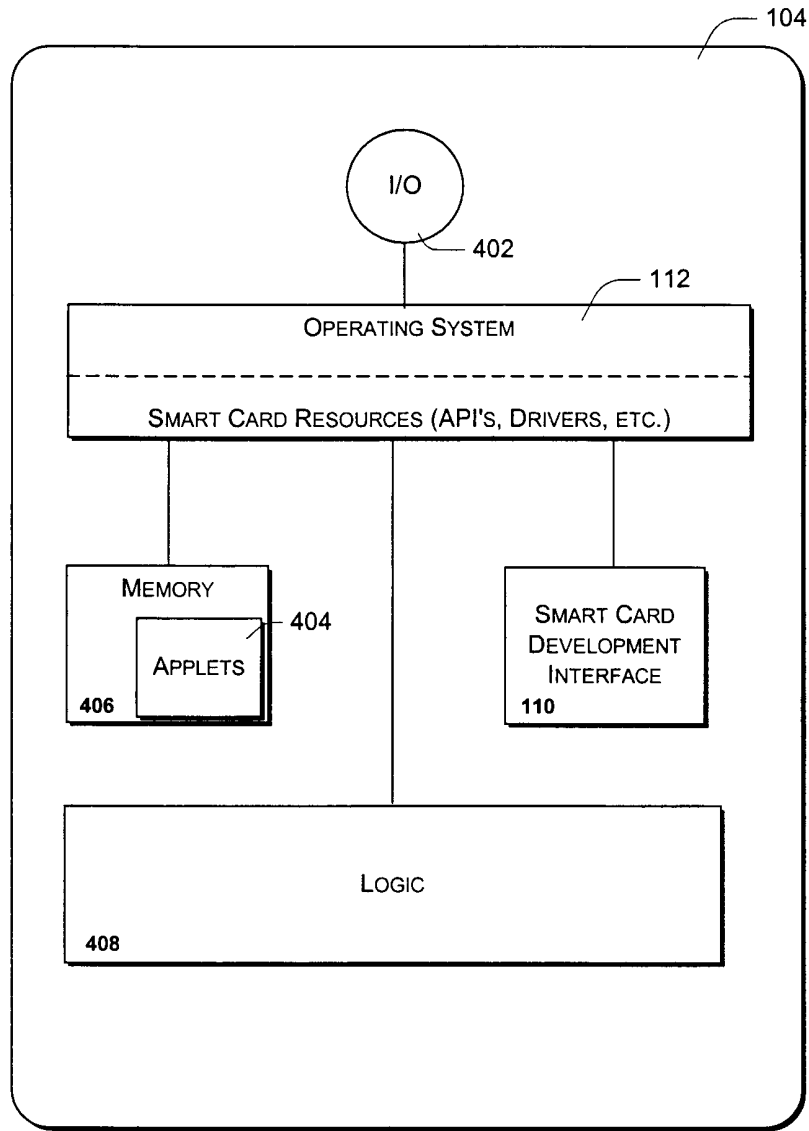 104
I/O
402
112
OPERATING SYSTEM
SMART CARD RESOURCES (API'S, DRIVERS, ETC.)
MEMORY
404
APPLETS
406
SMART CARD
DEVELOPMENT
INTERFACE
110
LOGIC
408